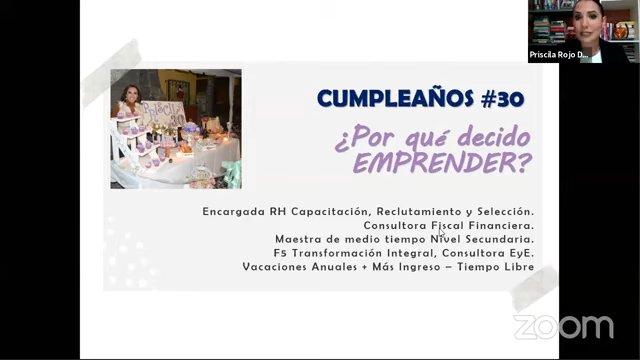 Priscila Rojo D...
CUMPLEAÑOS #30
¿Por qué decido
EMPRENDER?
Encargada RH Capacitación, Reclutamiento y Selección.
Consultora Fiscal Financiera.
Maestra de medio tiempo Nivel Secundaria.
F5 Transformación Integral, Consultora EyE.
Vacaciones Anuales + Más Ingreso – Tiempo Libre
zoom